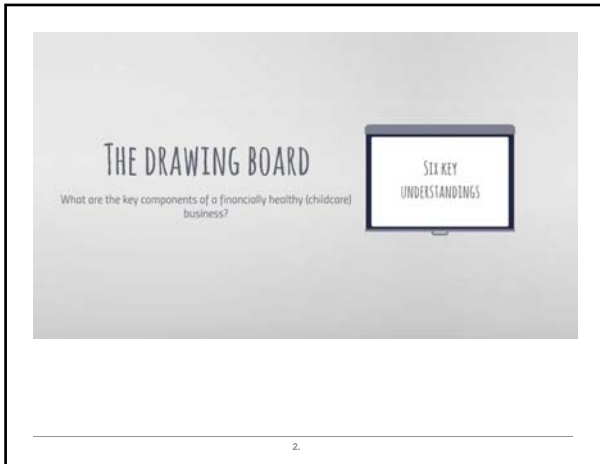 THE DRAWING BOARD
What are the key components of a financially healthy (childcare)
business?
SIX KEY
UNDERSTANDINGS
2.